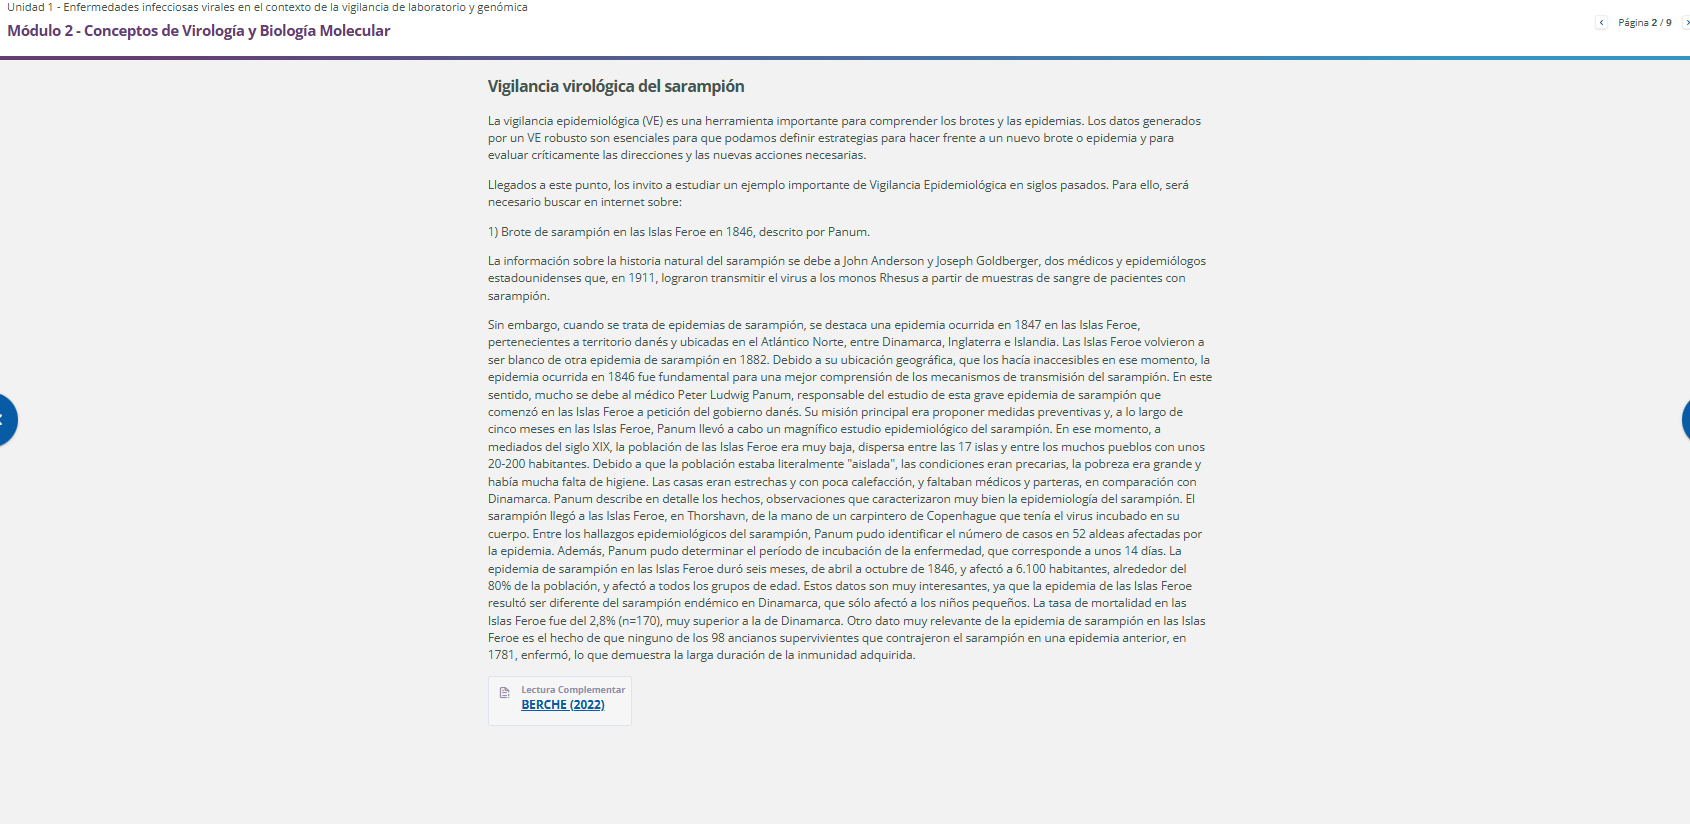 Unidad 1 - Enfermedades infecciosas virales en el contexto de la vigilancia de laboratorio y genómica
Módulo 2 - Conceptos de Virología y Biología Molecular
Página 2 / 9
Vigilancia virológica del sarampión
La vigilancia epidemiológica (VE) es una herramienta importante para comprender los brotes y las epidemias. Los datos generados
por un VE robusto son esenciales para que podamos definir estrategias para hacer frente a un nuevo brote o epidemia y para
evaluar críticamente las direcciones y las nuevas acciones necesarias.
Llegados a este punto, los invito a estudiar un ejemplo importante de Vigilancia Epidemiológica en siglos pasados. Para ello, será
necesario buscar en internet sobre:
1) Brote de sarampión en las Islas Feroe en 1846, descrito por Panum.
La información sobre la historia natural del sarampión se debe a John Anderson y Joseph Goldberger, dos médicos y epidemiólogos
estadounidenses que, en 1911, lograron transmitir el virus a los monos Rhesus a partir de muestras de sangre de pacientes con
sarampión.
Sin embargo, cuando se trata de epidemias de sarampión, se destaca una epidemia ocurrida en 1847 en las Islas Feroe,
pertenecientes a territorio danés y ubicadas en el Atlántico Norte, entre Dinamarca, Inglaterra e Islandia. Las Islas Feroe volvieron a
ser blanco de otra epidemia de sarampión en 1882. Debido a su ubicación geográfica, que los hacía inaccesibles en ese momento, la
epidemia ocurrida en 1846 fue fundamental para una mejor comprensión de los mecanismos de transmisión del sarampión. En este
sentido, mucho se debe al médico Peter Ludwig Panum, responsable del estudio de esta grave epidemia de sarampión que
comenzó en las Islas Feroe a petición del gobierno danés. Su misión principal era proponer medidas preventivas y, a lo largo de
cinco meses en las Islas Feroe, Panum llevó a cabo un magnífico estudio epidemiológico del sarampión. En ese momento, a
mediados del siglo XIX, la población de las Islas Feroe era muy baja, dispersa entre las 17 islas y entre los muchos pueblos con unos
20-200 habitantes. Debido a que la población estaba literalmente "aislada", las condiciones eran precarias, la pobreza era grande y
había mucha falta de higiene. Las casas eran estrechas y con poca calefacción, y faltaban médicos y parteras, en comparación con
Dinamarca. Panum describe en detalle los hechos, observaciones que caracterizaron muy bien la epidemiología del sarampión. El
sarampión llegó a las Islas Feroe, en Thorshavn, de la mano de un carpintero de Copenhague que tenía el virus incubado en su
cuerpo. Entre los hallazgos epidemiológicos del sarampión, Panum pudo identificar el número de casos en 52 aldeas afectadas por
la epidemia. Además, Panum pudo determinar el período de incubación de la enfermedad, que corresponde a unos 14 días. La
epidemia de sarampión en las Islas Feroe duró seis meses, de abril a octubre de 1846, y afectó a 6.100 habitantes, alrededor del
80% de la población, y afectó a todos los grupos de edad. Estos datos son muy interesantes, ya que la epidemia de las Islas Feroe
resultó ser diferente del sarampión endémico en Dinamarca, que sólo afectó a los niños pequeños. La tasa de mortalidad en las
Islas Feroe fue del 2,8% (n=170), muy superior a la de Dinamarca. Otro dato muy relevante de la epidemia de sarampión en las Islas
Feroe es el hecho de que ninguno de los 98 ancianos supervivientes que contrajeron el sarampión en una epidemia anterior, en
1781, enfermó, lo que demuestra la larga duración de la inmunidad adquirida.
Lectura Complementar
BERCHE (2022)